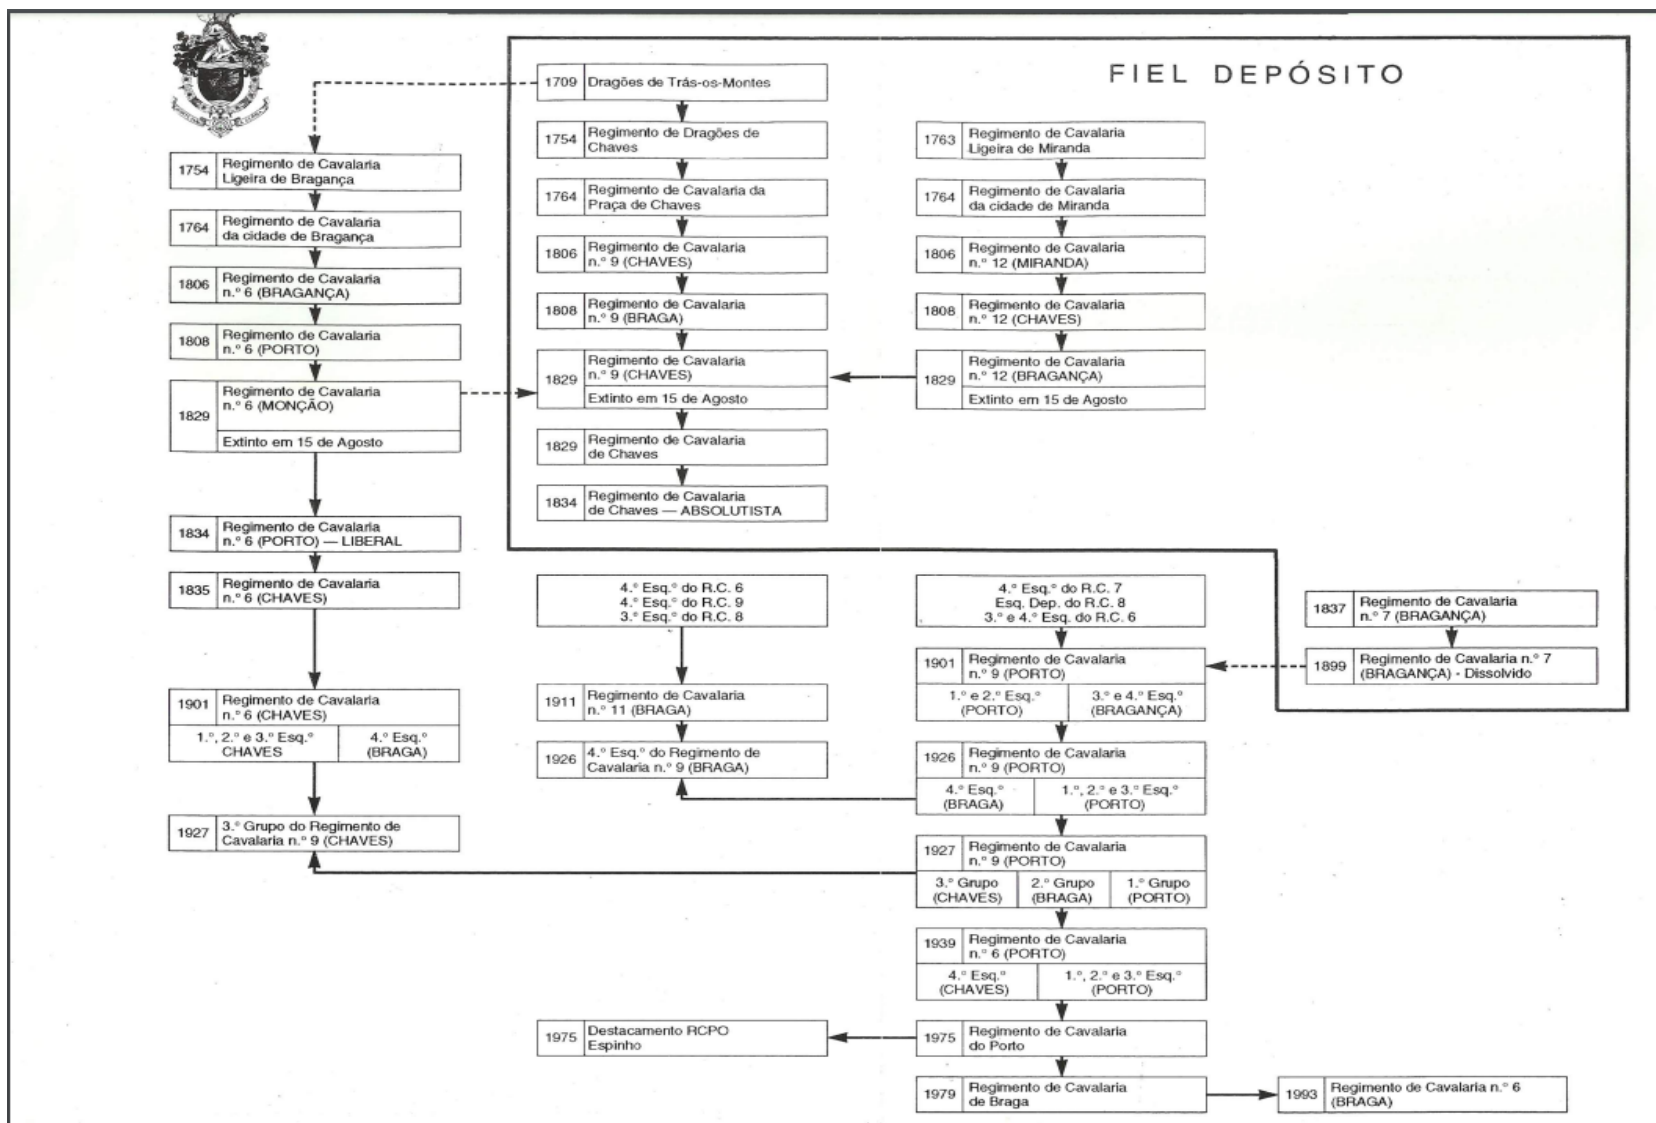 FIEL DEPÓSITO
1709 Dragões de Trás-os-Montes
1754 Regimento de Dragões de
Chaves
1764 Regimento de Cavalaria da
Praça de Chaves
1806 Regimento de Cavalaria
n.º 9 (CHAVES)
1808 Regimento de Cavalaria
n.º 9 (BRAGA)
1829 Regimento de Cavalaria
n.º 9 (CHAVES)
Extinto em 15 de Agosto
1829 Regimento de Cavalaria
de Chaves
1834 Regimento de Cavalaria
de Chaves — ABSOLUTISTA
1763 Regimento de Cavalaria
Ligeira de Miranda
1764 Regimento de Cavalaria
da cidade de Miranda
1806 Regimento de Cavalaria
n.º 12 (MIRANDA)
1808 Regimento de Cavalaria
n.º 12 (CHAVES)
1829 Regimento de Cavalaria
n.º 12 (BRAGANÇA)
Extinto em 15 de Agosto
1754 Regimento de Cavalaria
Ligeira de Bragança
1764 Regimento de Cavalaria
da cidade de Bragança
1806 Regimento de Cavalaria
n.º 6 (BRAGANÇA)
1808 Regimento de Cavalaria
n.º 6 (PORTO)
1829 Regimento de Cavalaria
n.º 6 (MONÇÃO)
Extinto em 15 de Agosto
1834 Regimento de Cavalaria
n.º 6 (PORTO) — LIBERAL
1835 Regimento de Cavalaria
n.º 6 (CHAVES)
1901 Regimento de Cavalaria
n.º 6 (CHAVES)
1.º, 2.º e 3.º Esq.º
CHAVES
4.º Esq.º
(BRAGA)
1927 3.º Grupo do Regimento de
Cavalaria n.º 9 (CHAVES)
4.º Esq.º do R.C. 6
4.º Esq.º do R.C. 9
3.º Esq.º do R.C. 8
1911 Regimento de Cavalaria
n.º 11 (BRAGA)
1926 4.º Esq.º do Regimento de
Cavalaria n.º 9 (BRAGA)
4.º Esq.º do R.C. 7
Esq. Dep. do R.C. 8
3.º e 4.º Esq. do R.C. 6
1901 Regimento de Cavalaria
n.º 9 (PORTO)
1.º e 2.º Esq.º
(PORTO)
3.º e 4.º Esq.º
(BRAGANÇA)
1837 Regimento de Cavalaria
n.º 7 (BRAGANÇA)
1899 Regimento de Cavalaria n.º 7
(BRAGANÇA) - Dissolvido
1926 Regimento de Cavalaria
n.º 9 (PORTO)
4.º Esq.º
(BRAGA)
1.º, 2.º e 3.º Esq.º
(PORTO)
1927 Regimento de Cavalaria
n.º 9 (PORTO)
3.º Grupo
(CHAVES)
2.º Grupo
(BRAGA)
1.º Grupo
(PORTO)
1939 Regimento de Cavalaria
n.º 6 (PORTO)
4.º Esq.º
(CHAVES)
1.º, 2.º e 3.º Esq.º
(PORTO)
1975 Destacamento RCPO
Espinho
1975 Regimento de Cavalaria
do Porto
1979 Regimento de Cavalaria
de Braga
1993 Regimento de Cavalaria n.º 6
(BRAGA)